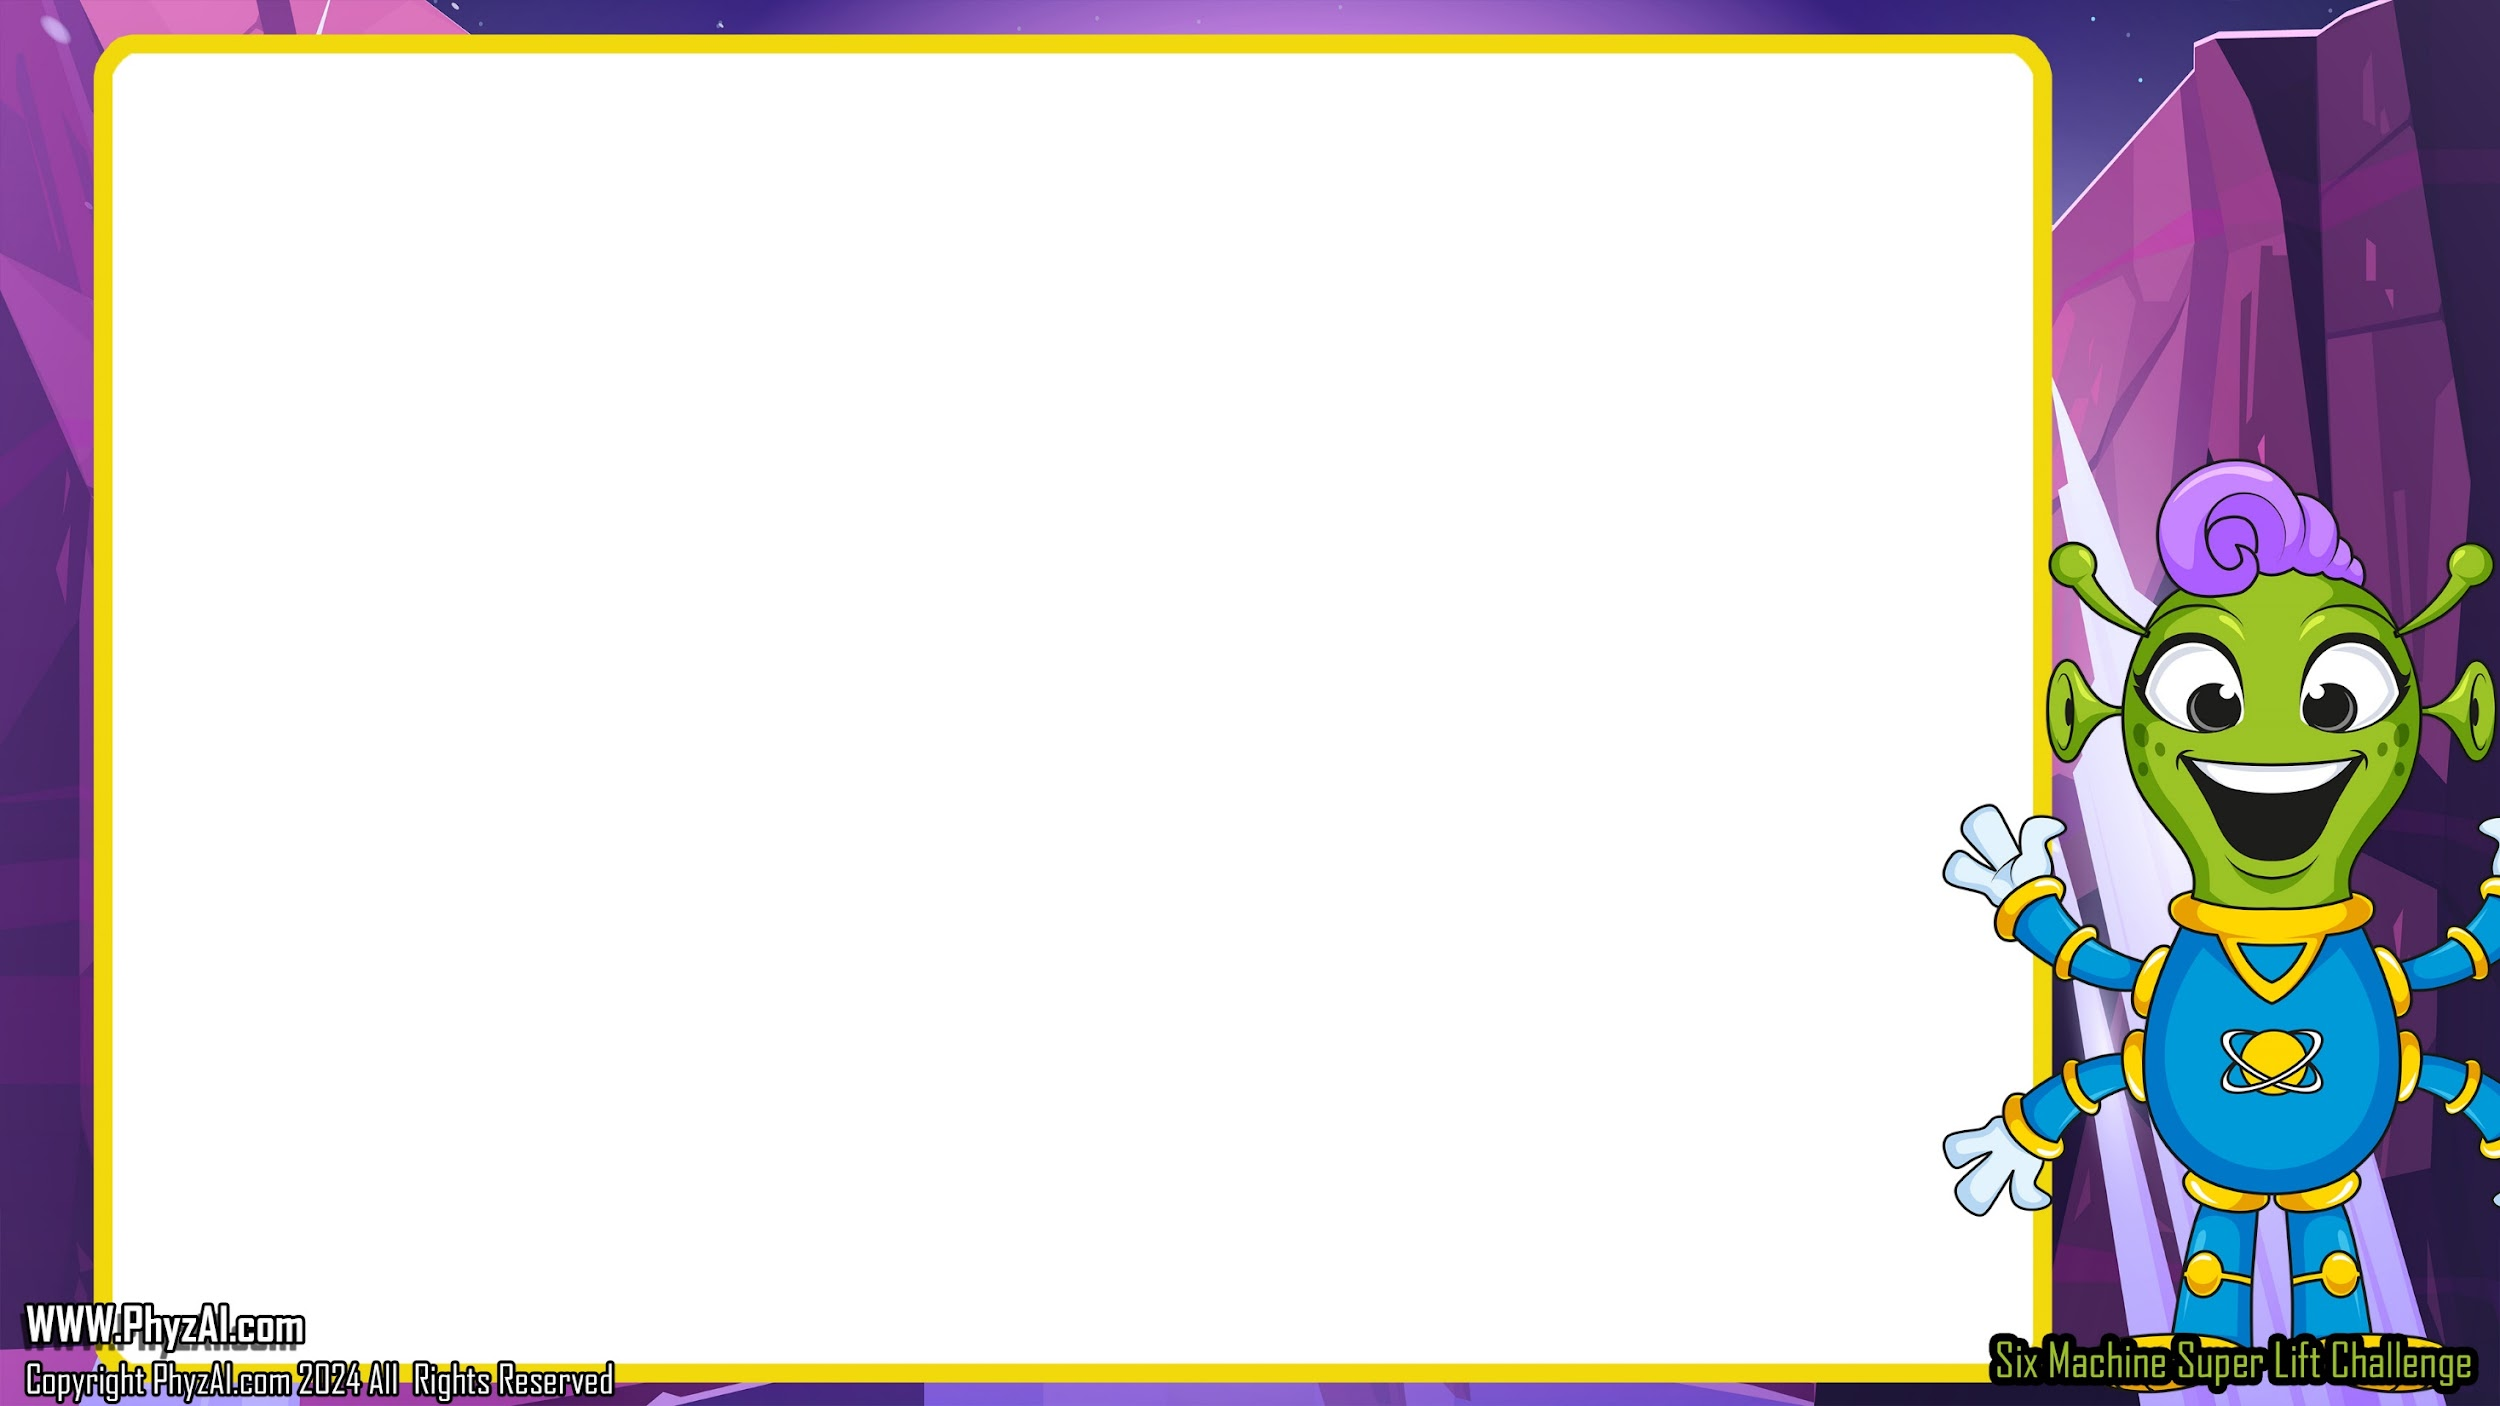 WWW.PhyzAI.com
Copyright PhyzAI.com 2024 All Rights Reserved
Six Machine Super Lift Challenge